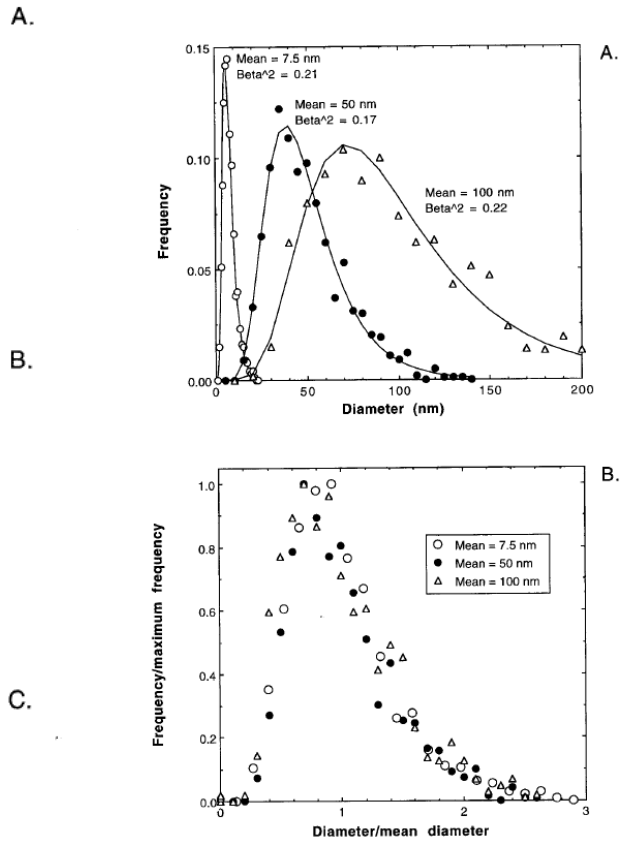 A.
A.
0.15
Mean = 7.5 nm
Beta^2 = 0.21
Mean = 50 nm
Beta^2 = 0.17
0.10
Mean = 100 nm
Beta^2 = 0.22
Frequency
0.05
B.
0.00
0 50 100 150 200
Diameter (nm)
B.
1.0
Mean = 7.5 nm
Mean = 50 nm
Mean = 100 nm
0.8
0.6
Frequency/maximum frequency
0.4
C.
0.2
0.0
0 1 2 3
Diameter/mean diameter